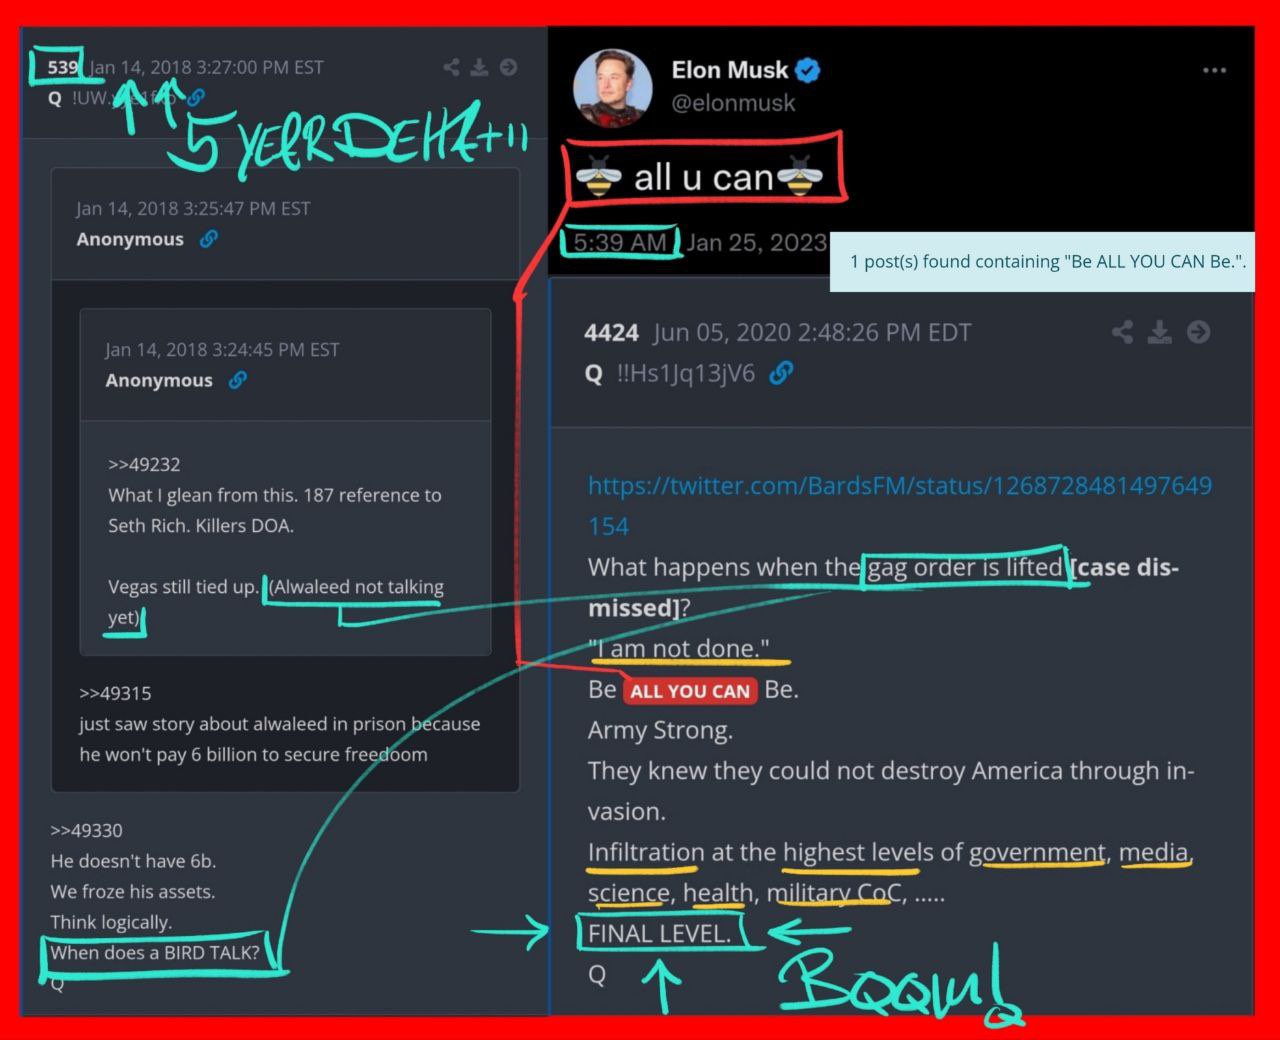 539 Jan 14, 2018 3:27:00 PM EST
Q
5 YEAR DELTA +11
Jan 14, 2018 3:25:47 PM EST
Anonymous
Jan 14, 2018 3:24:45 PM EST
Anonymous
>>49232
What I glean from this. 187 reference to
Seth Rich. Killers DOA.
Vegas still tied up. (Alwaleed not talking
yet)
>>49315
just saw story about alwaleed in prison because
he won't pay 6 billion to secure freedoom
>>49330
He doesn't have 6b.
We froze his assets.
Think logically.
When does a BIRD TALK?
Q
Elon Musk
@elonmusk
🐝 all u can🐝
5:39 AM Jan 25, 2023
1 post(s) found containing "Be ALL YOU CAN Be.".
4424 Jun 05, 2020 2:48:26 PM EDT
Q !!Hs1Jq13jV6
https://twitter.com/BardsFM/status/1268728481497649
154
What happens when the gag order is lifted [case dis-
missed]?
"I am not done."
Be ALL YOU CAN Be.
Army Strong.
They knew they could not destroy America through in-
vasion.
Infiltration at the highest levels of government, media,
science, health, military CoC, .....
FINAL LEVEL.
Q
BQQM!